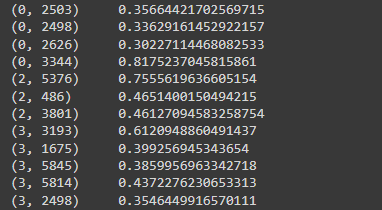 (0, 2503) 0.35664421702569715
(0, 2498) 0.33629161452922157
(0, 2626) 0.30227114468082533
(0, 3344) 0.8175237045815861
(2, 5376) 0.7555619636605154
(2, 486) 0.4651400150494215
(2, 3801) 0.46127094583258754
(3, 3193) 0.6120948860491437
(3, 1675) 0.399256945343654
(3, 5845) 0.3859956963342718
(3, 5814) 0.4372276230653313
(3, 2498) 0.3546449916570111